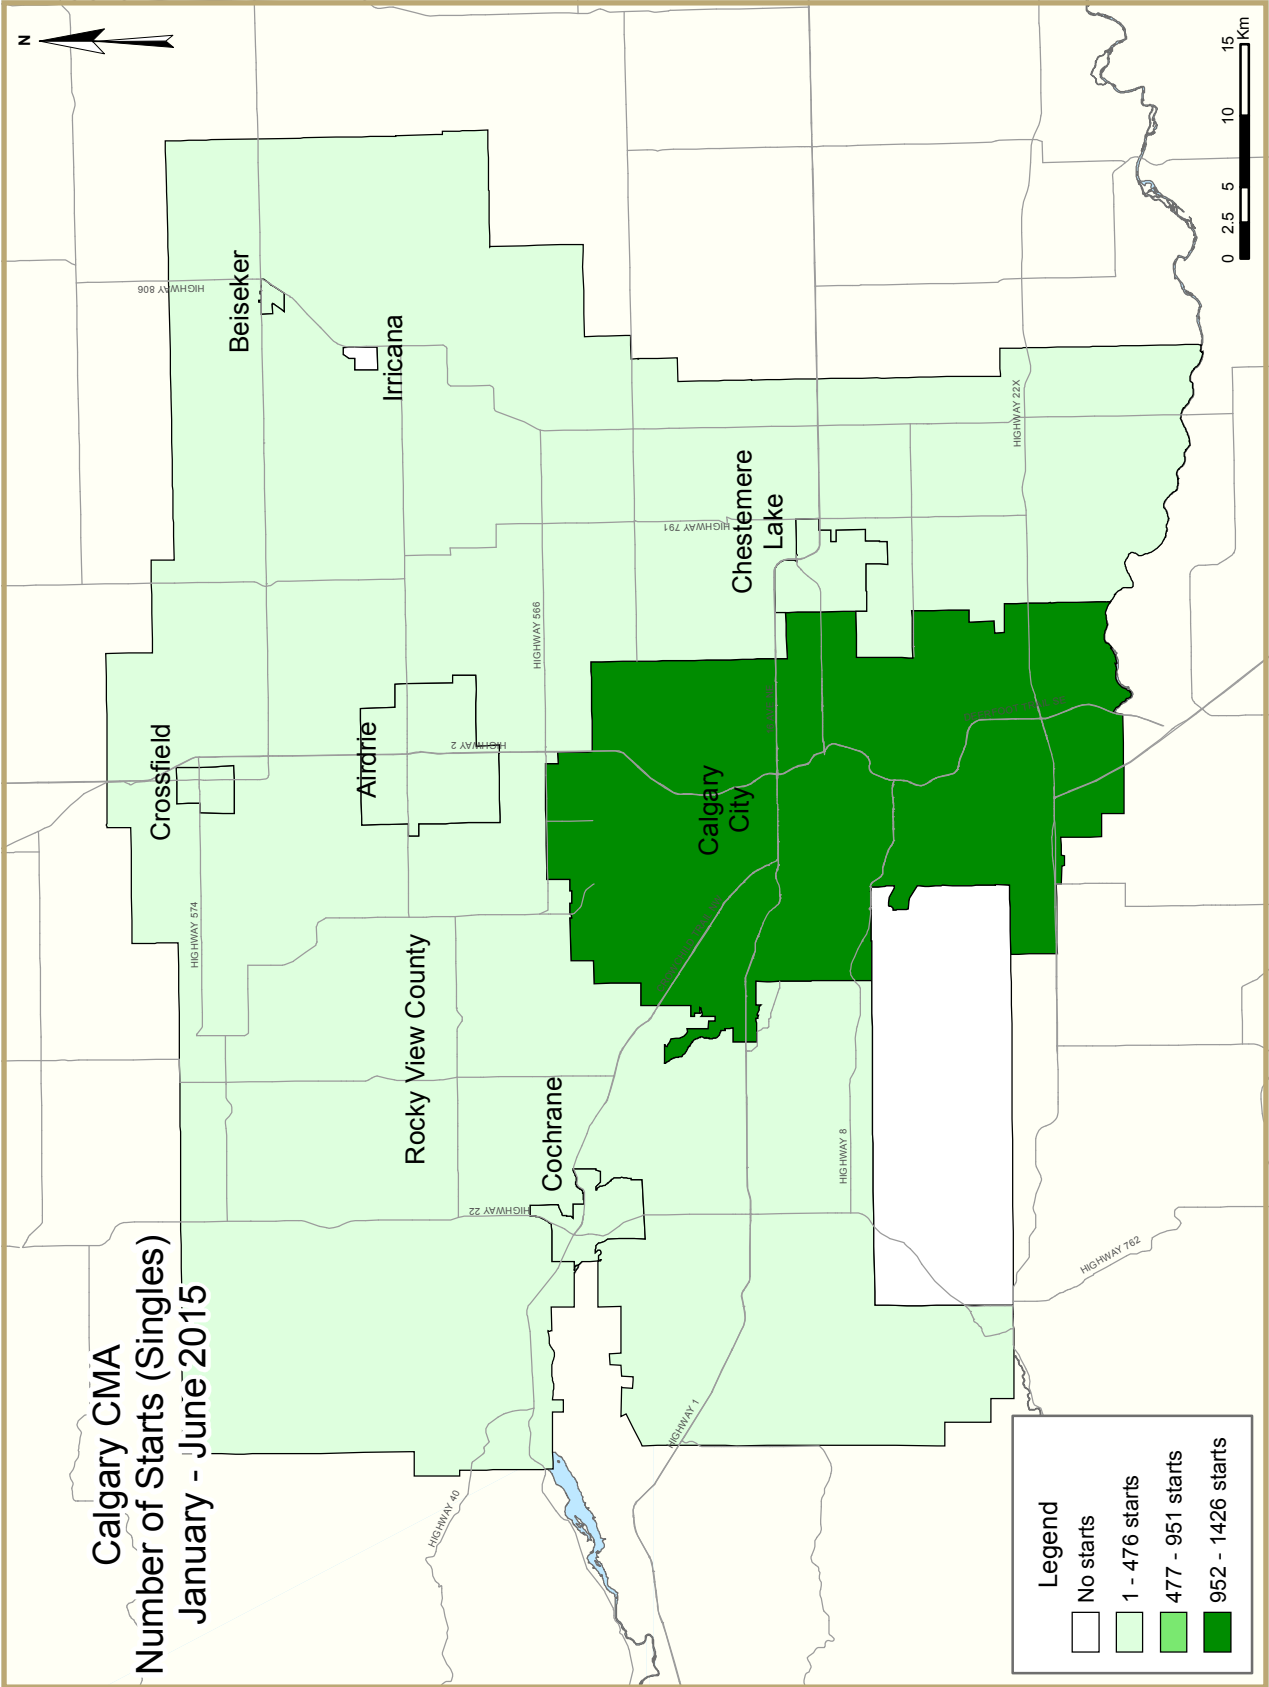 Calgary CMA
Number of Starts (Singles)
January - June 2015
N
Crossfield
Beiseker
Irricana
Airdrie
Rocky View County
Cochrane
Chestemere
Lake
Calgary
City
HIGHWAY 574
HIGHWAY 806
HIGHWAY 40
HIGHWAY 22
HIGHWAY 2
HIGHWAY 566
HIGHWAY 791
HIGHWAY 1
HIGHWAY 8
HIGHWAY 22X
HIGHWAY 762
Legend
No starts
1 - 476 starts
477 - 951 starts
952 - 1426 starts
0 2.5 5 10 15
Km